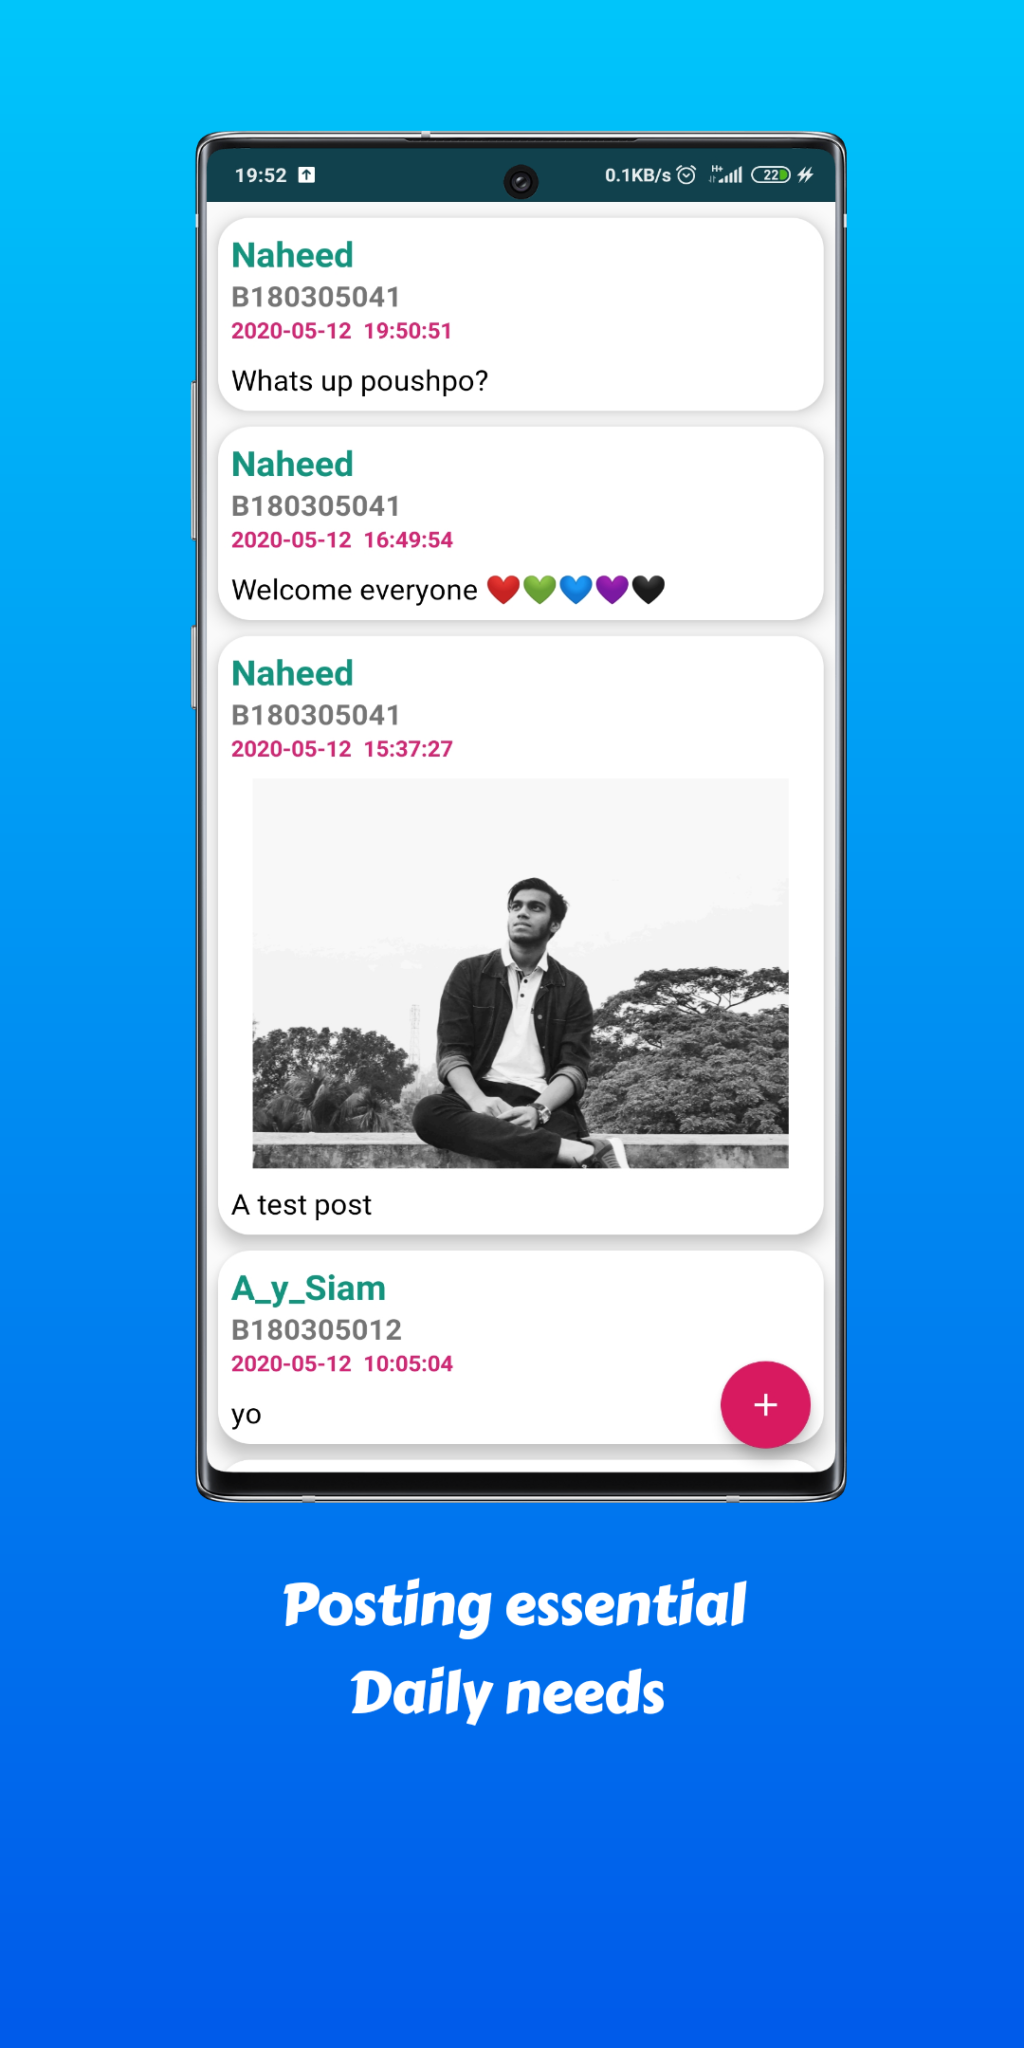 19:52
0.1KB/s H+ 22
Naheed
B180305041
2020-05-12 19:50:51
Whats up poushpo?
Naheed
B180305041
2020-05-12 16:49:54
Welcome everyone ❤️💚💙💜🖤
Naheed
B180305041
2020-05-12 15:37:27
A test post
A_y_Siam
B180305012
2020-05-12 10:05:04
yo
+
Posting essential
Daily needs